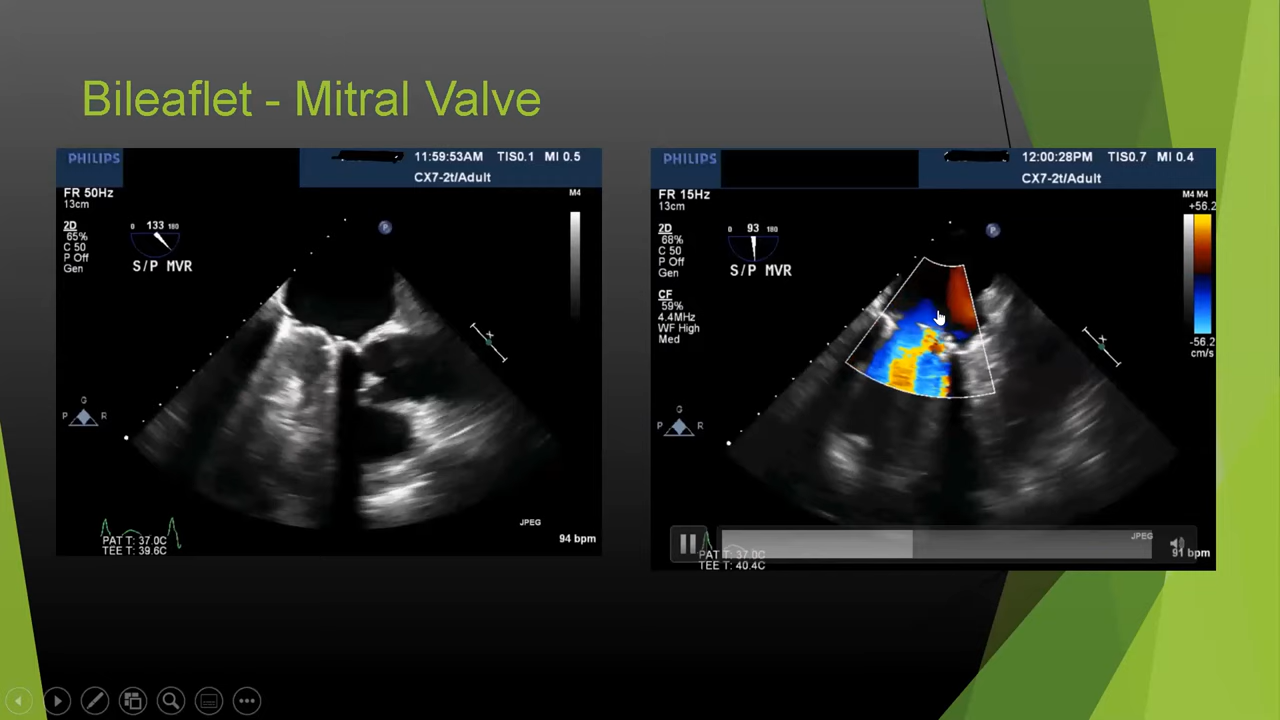 Bileaflet - Mitral Valve
PHILIPS
11:59:53AM TIS0.1 MI 0.5
CX7-2t/Adult
FR 50Hz
13cm
M4
2D
65%
C 50
P Off
Gen
0 133 180
P
S/P MVR
G
P R
PAT T: 37.0C
TEE T: 39.6C
JPEG
94 bpm
PHILIPS
12:00:28PM TIS0.7 MI 0.4
CX7-2t/Adult
FR 15Hz
13cm
M4 M4
+56.2
2D
68%
C 50
P Off
Gen
0 93 180
P
S/P MVR
CF
59%
4.4MHz
WF High
Med
-56.2
cm/s
G
P R
PAT T: 37.0C
TEE T: 40.4C
JPEG
91 bpm